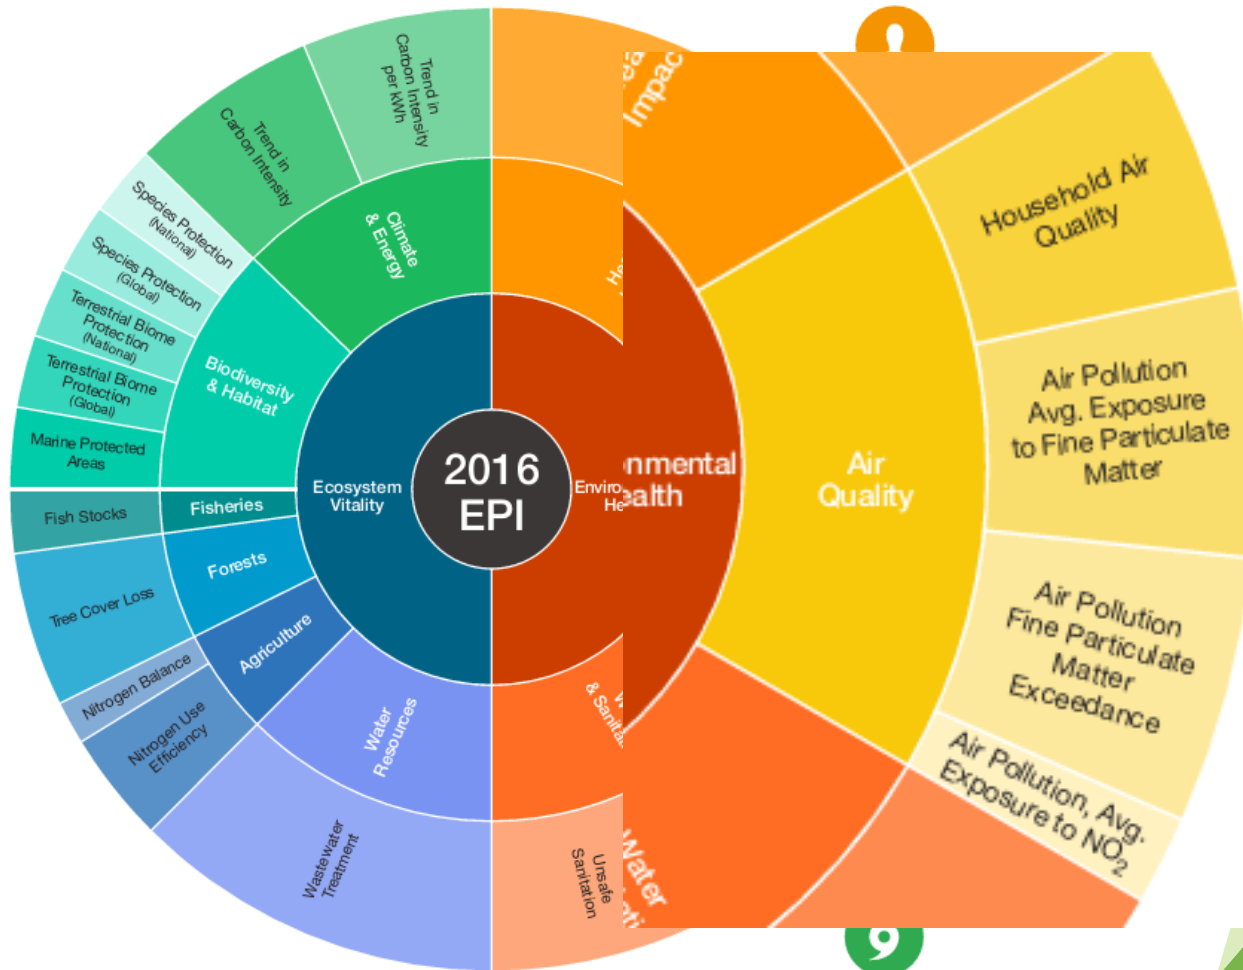 2016
EPI
Ecosystem
Vitality
Climate
& Energy
Biodiversity
& Habitat
Fisheries
Forests
Agriculture
Water
Resources
Trend in
Carbon Intensity
per kWh
Trend in
Carbon Intensity
Species Protection
(National)
Species Protection
(Global)
Terrestrial Biome
Protection
(National)
Terrestrial Biome
Protection
(Global)
Marine Protected
Areas
Fish Stocks
Tree Cover Loss
Nitrogen Balance
Nitrogen Use
Efficiency
Wastewater
Treatment
Unsafe
Sanitation
Enviro
He
& Sanita
nmental
ealth
Impac
Water
Air
Quality
Household Air
Quality
Air Pollution
Avg. Exposure
to Fine Particulate
Matter
Air Pollution
Fine Particulate
Matter
Exceedance
Air Pollution, Avg.
Exposure to NO2